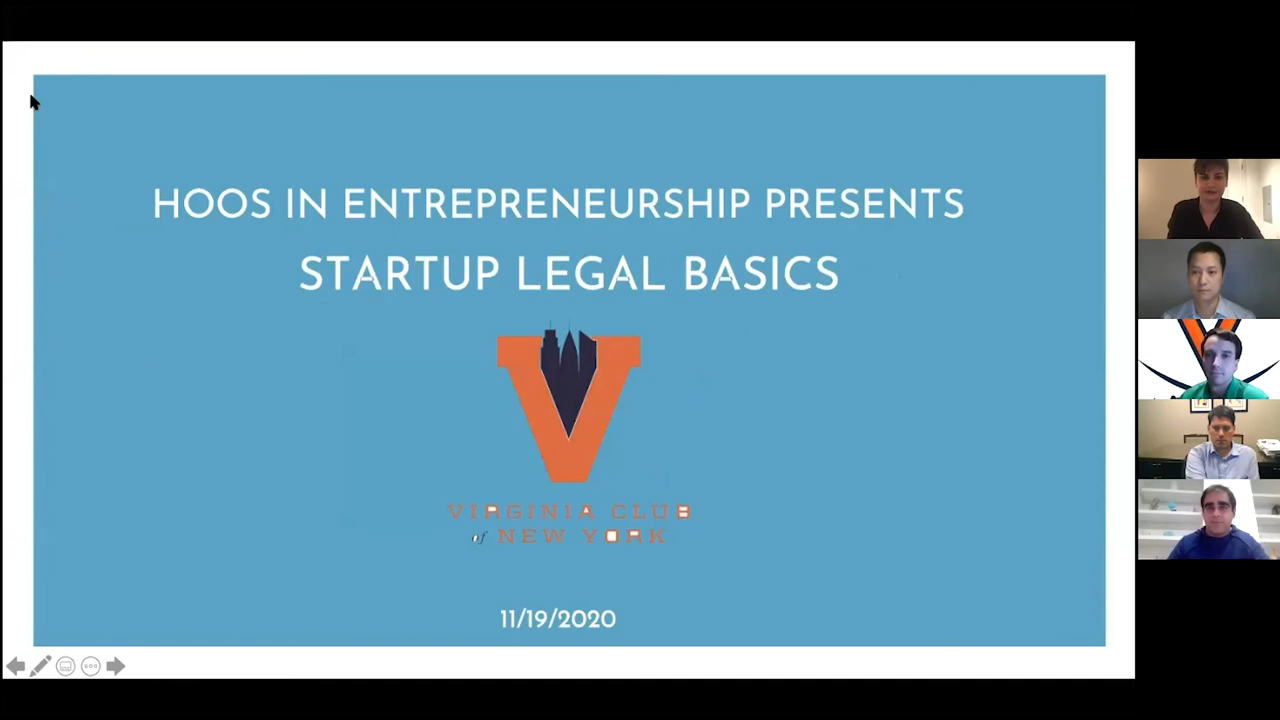 HOOS IN ENTREPRENEURSHIP PRESENTS
STARTUP LEGAL BASICS
VIRGINIA CLUB
of NEW YORK
11/19/2020